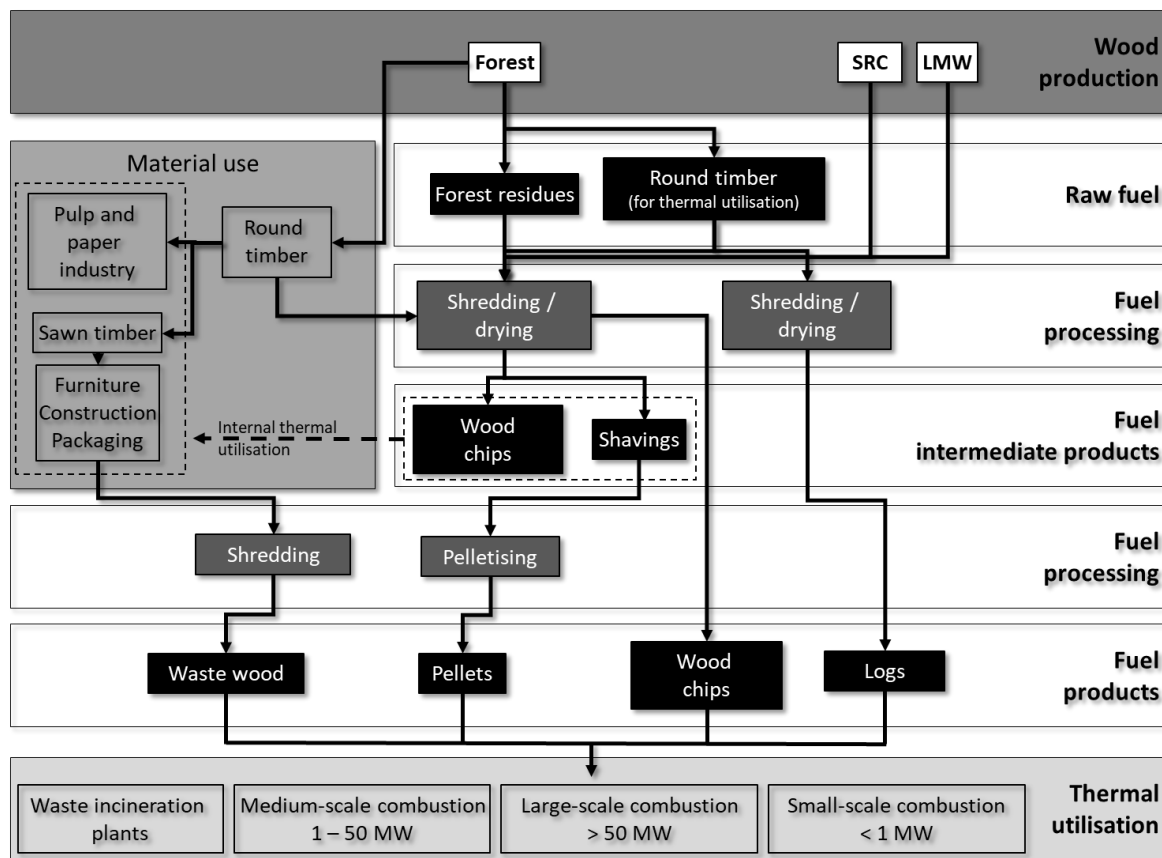 Forest
SRC
LMW
Wood
production
Material use
Pulp and
paper
industry
Round
timber
Forest residues
Round timber
(for thermal utilisation)
Raw fuel
Sawn timber
Shredding /
drying
Shredding /
drying
Fuel
processing
Furniture
Construction
Packaging
Internal thermal
utilisation
Wood
chips
Shavings
Fuel
intermediate products
Shredding
Pelletising
Fuel
processing
Waste wood
Pellets
Wood
chips
Logs
Fuel
products
Waste incineration
plants
Medium-scale combustion
1 – 50 MW
Large-scale combustion
> 50 MW
Small-scale combustion
< 1 MW
Thermal
utilisation